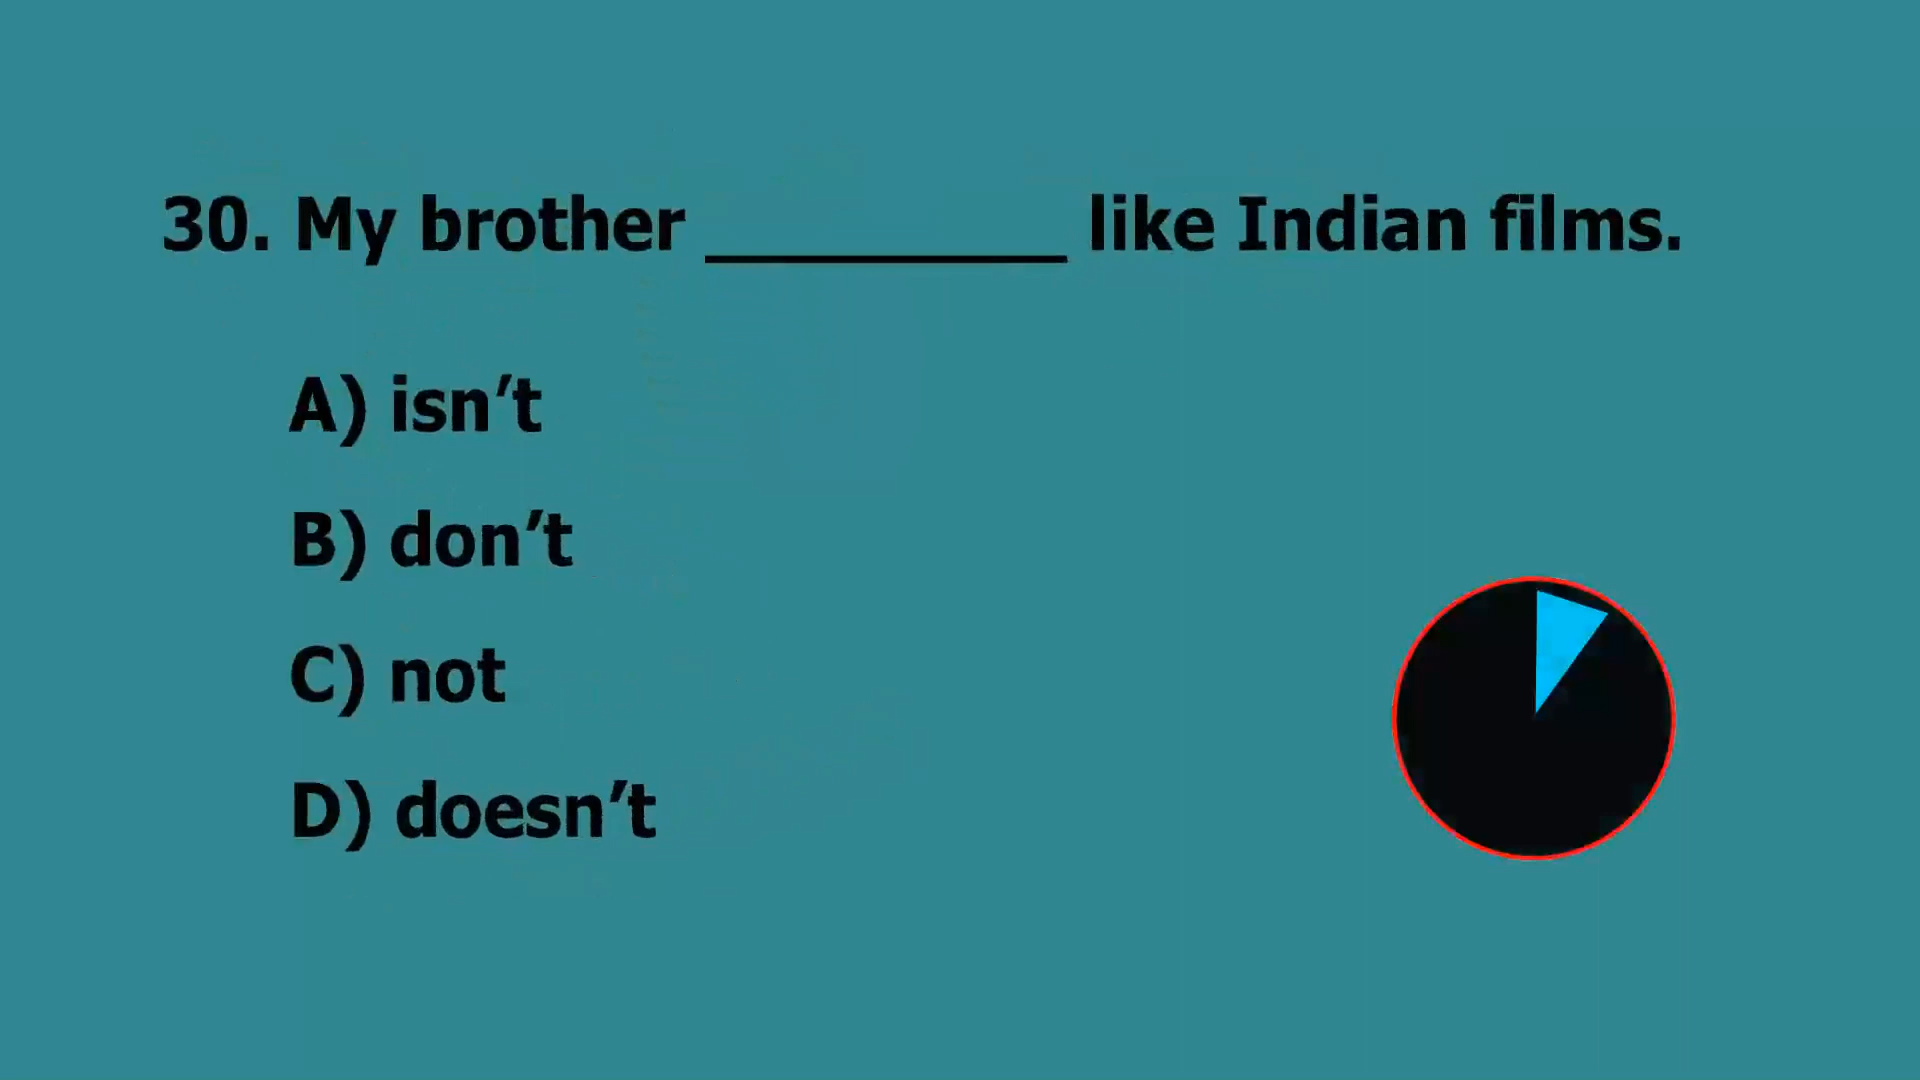 30. My brother __________ like Indian films.
A) isn’t
B) don’t
C) not
D) doesn’t